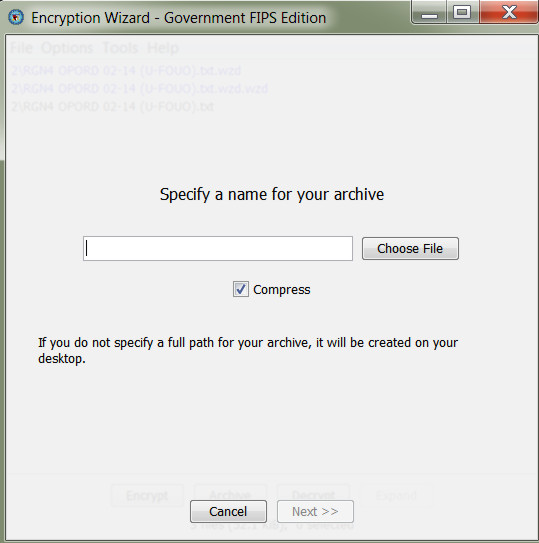 Encryption Wizard - Government FIPS Edition
File Options Tools Help
2\RGN4 OPORD 02-14 (U-FOUO).txt.wzd
2\RGN4 OPORD 02-14 (U-FOUO).txt.wzd.wzd
2\RGN4 OPORD 02-14 (U-FOUO).txt
Specify a name for your archive
Choose File
Compress
If you do not specify a full path for your archive, it will be created on your
desktop.
Encrypt Archive Decrypt Expand
Cancel Next >>
selected